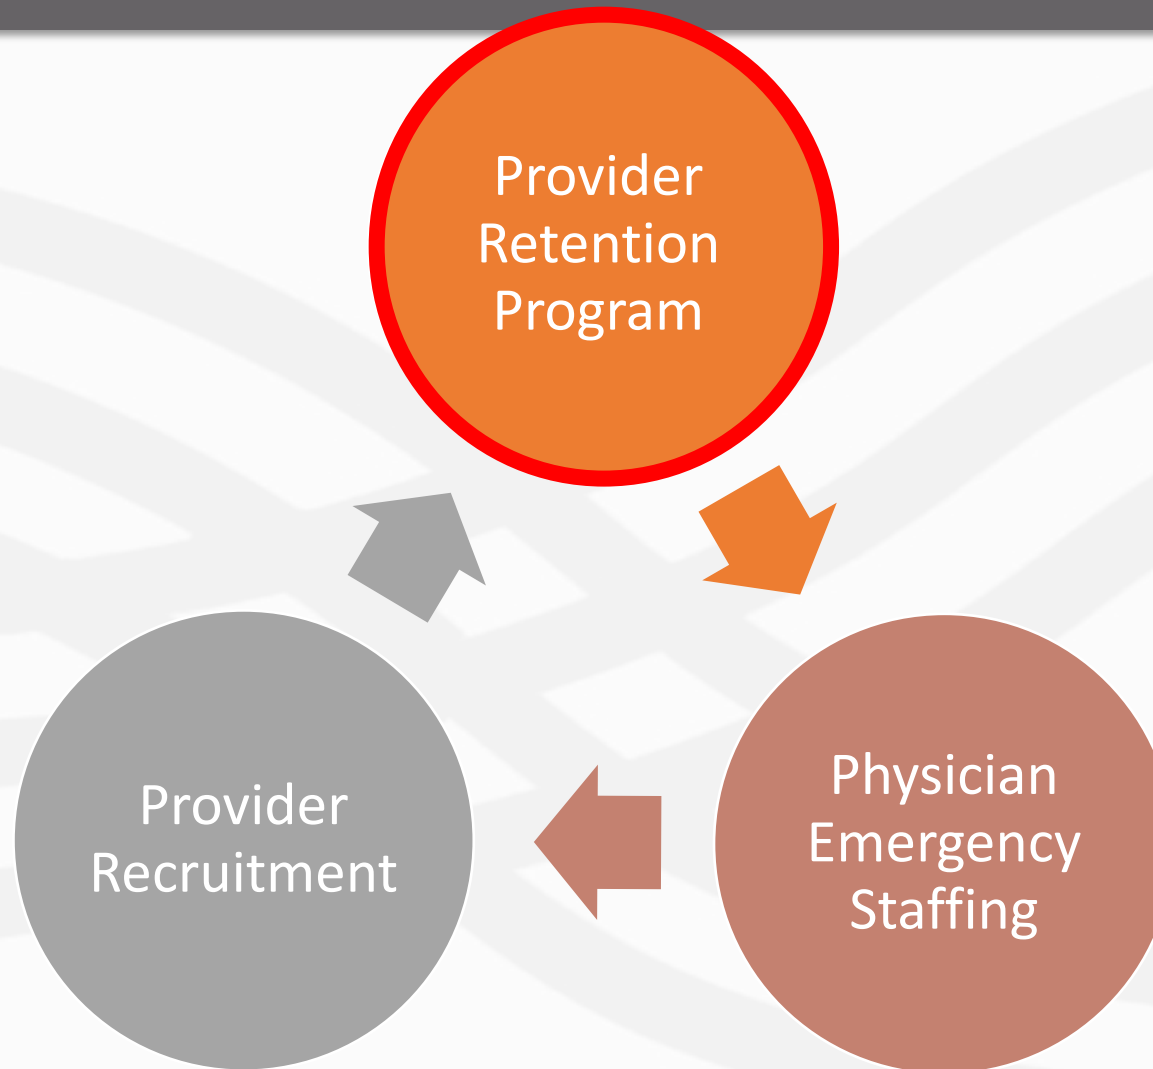 Provider
Retention
Program
Physician
Emergency
Staffing
Provider
Recruitment